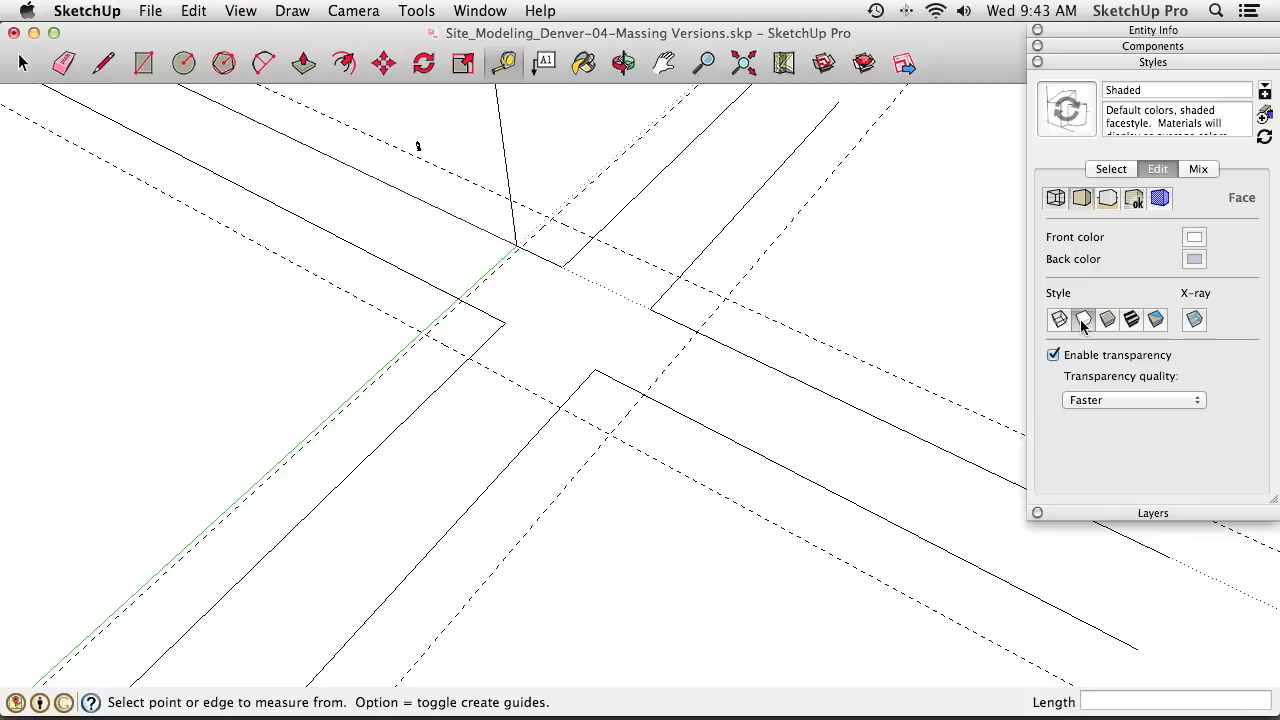 SketchUp File Edit View Draw Camera Tools Window Help Wed 9:43 AM SketchUp Pro
Site_Modeling_Denver-04-Massing Versions.skp – SketchUp Pro
Entity Info
Components
Styles
A1
Shaded
Default colors, shaded
facestyle. Materials will
Select Edit Mix
ok
Face
Front color
Back color
Style X-ray
Enable transparency
Transparency quality:
Faster
Layers
Select point or edge to measure from. Option = toggle create guides.
Length